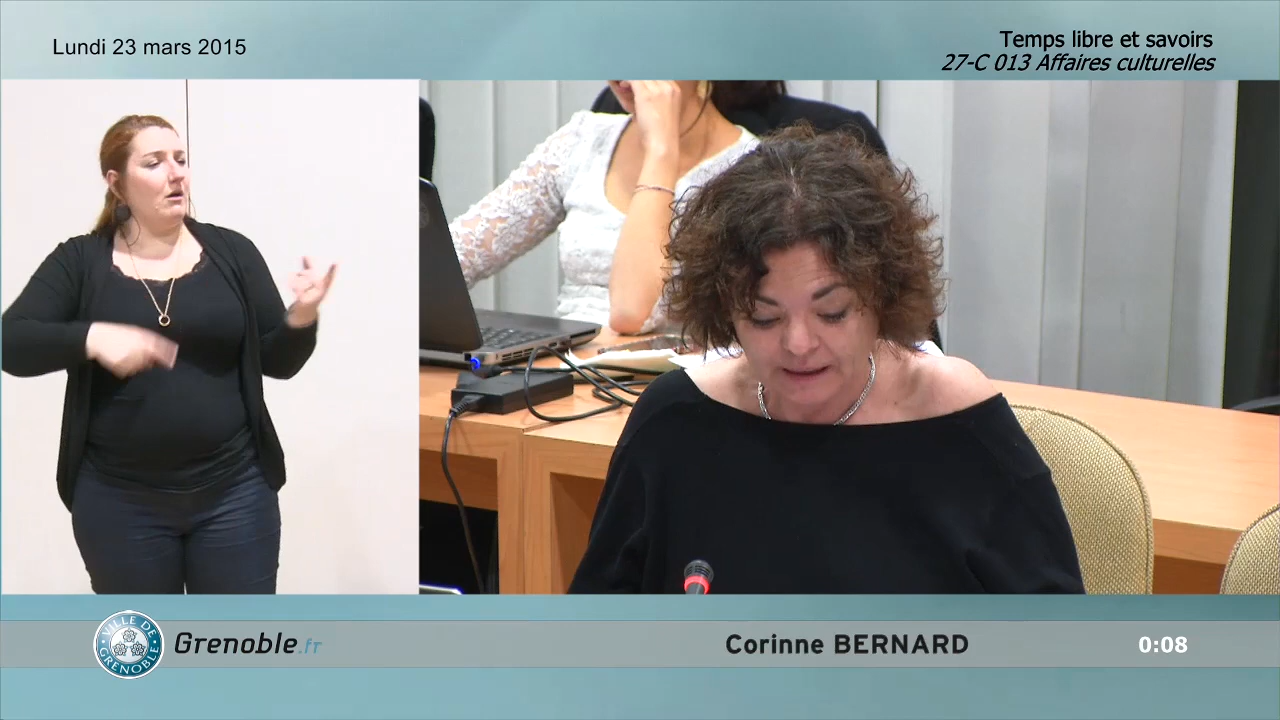 Lundi 23 mars 2015
Temps libre et savoirs
27-C 013 Affaires culturelles
VILLE DE GRENOBLE
Grenoble.fr
Corinne BERNARD
0:08